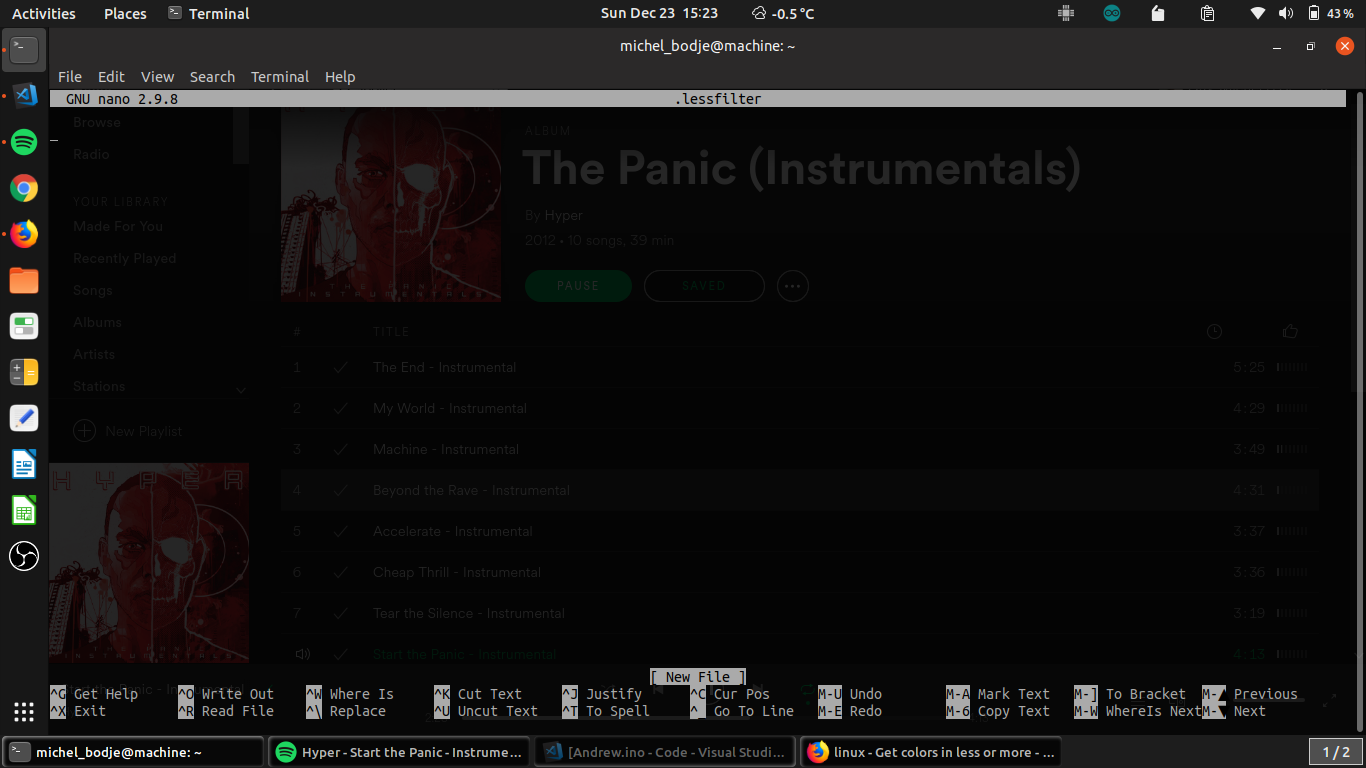 Activities Places Terminal Sun Dec 23 15:23 -0.5 °C 43 %
michel_bodje@machine: ~
File Edit View Search Terminal Help
GNU nano 2.9.8 .lessfilter
Browse
Radio
YOUR LIBRARY
Made For You
Recently Played
Songs
Albums
Artists
Stations
New Playlist
HYPER
THE PANIC
INSTRUMENTALS
ALBUM
The Panic (Instrumentals)
By Hyper
2012 • 10 songs, 39 min
PAUSE SAVED
THE PANIC
INSTRUMENTALS
# TITLE
1 The End - Instrumental 5:25
2 My World - Instrumental 4:29
3 Machine - Instrumental 3:49
4 Beyond the Rave - Instrumental 4:31
5 Accelerate - Instrumental 3:37
6 Cheap Thrill - Instrumental 3:36
7 Tear the Silence - Instrumental 3:19
Start the Panic - Instrumental 4:13
[ New File ]
^G Get Help ^O Write Out ^W Where Is ^K Cut Text ^J Justify ^C Cur Pos M-U Undo M-A Mark Text M-] To Bracket M-▲ Previous
^X Exit ^R Read File ^\ Replace ^U Uncut Text ^T To Spell ^_ Go To Line M-E Redo M-6 Copy Text M-W WhereIs Next M-▼ Next
michel_bodje@machine: ~ Hyper - Start the Panic - Instrume... [Andrew.ino - Code - Visual Studi... linux - Get colors in less or more - ... 1 / 2